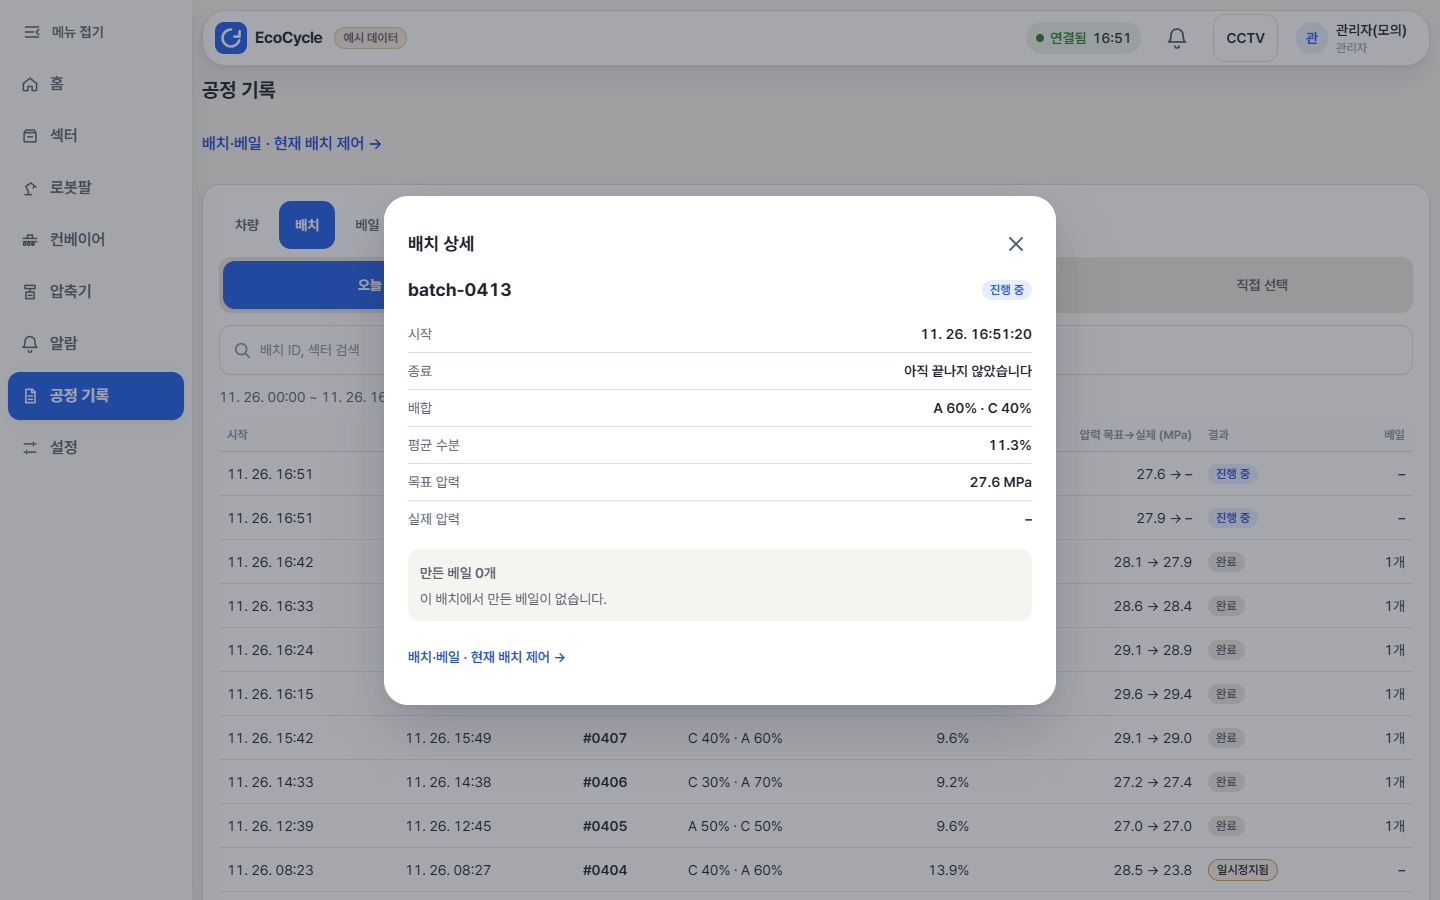 메뉴 접기
홈
섹터
로봇팔
컨베이어
압축기
알람
공정 기록
설정
EcoCycle
예시 데이터
연결됨 16:51
CCTV
관
관리자(모의)
관리자
공정 기록
배치·베일 · 현재 배치 제어 →
차량
배치
베일
오늘
직접 선택
배치 ID, 섹터 검색
11. 26. 00:00 ~ 11. 26. 16
시작
압력 목표→실제 (MPa)
결과
베일
11. 26. 16:51
27.6 → –
진행 중
–
11. 26. 16:51
27.9 → –
진행 중
–
11. 26. 16:42
28.1 → 27.9
완료
1개
11. 26. 16:33
28.6 → 28.4
완료
1개
11. 26. 16:24
29.1 → 28.9
완료
1개
11. 26. 16:15
29.6 → 29.4
완료
1개
11. 26. 15:42
11. 26. 15:49
#0407
C 40% · A 60%
9.6%
29.1 → 29.0
완료
1개
11. 26. 14:33
11. 26. 14:38
#0406
C 30% · A 70%
9.2%
27.2 → 27.4
완료
1개
11. 26. 12:39
11. 26. 12:45
#0405
A 50% · C 50%
9.6%
27.0 → 27.0
완료
1개
11. 26. 08:23
11. 26. 08:27
#0404
C 40% · A 60%
13.9%
28.5 → 23.8
일시정지됨
–
배치 상세
batch-0413
진행 중
시작
11. 26. 16:51:20
종료
아직 끝나지 않았습니다
배합
A 60% · C 40%
평균 수분
11.3%
목표 압력
27.6 MPa
실제 압력
–
만든 베일 0개
이 배치에서 만든 베일이 없습니다.
배치·베일 · 현재 배치 제어 →